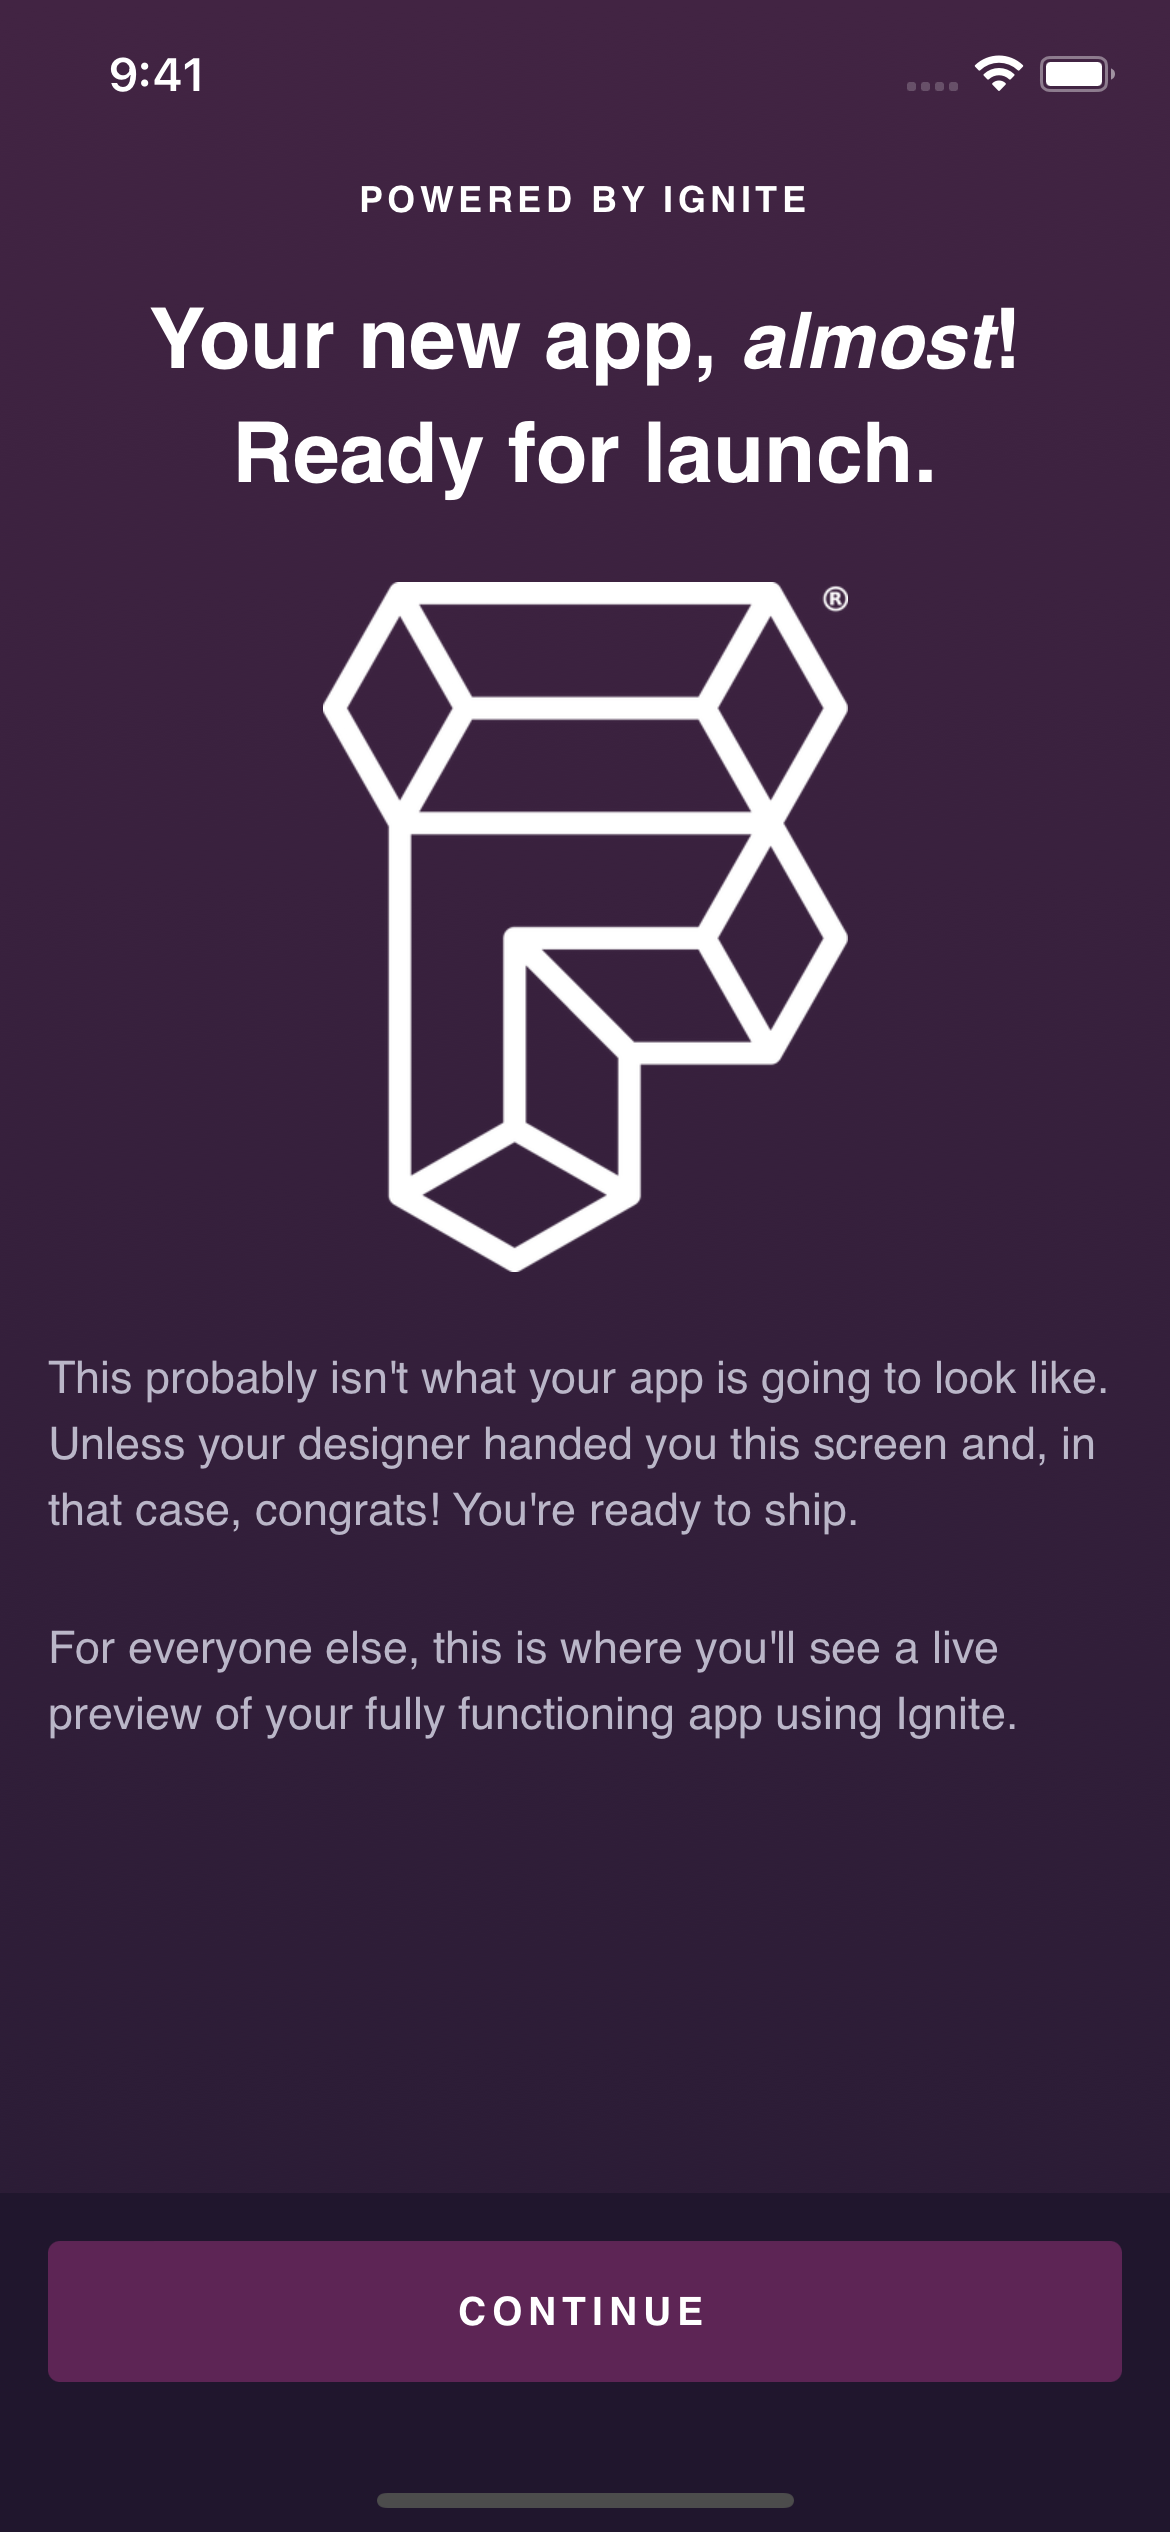 9:41
POWERED BY IGNITE
Your new app, almost!
Ready for launch.
®
This probably isn't what your app is going to look like.
Unless your designer handed you this screen and, in
that case, congrats! You're ready to ship.
For everyone else, this is where you'll see a live
preview of your fully functioning app using Ignite.
CONTINUE